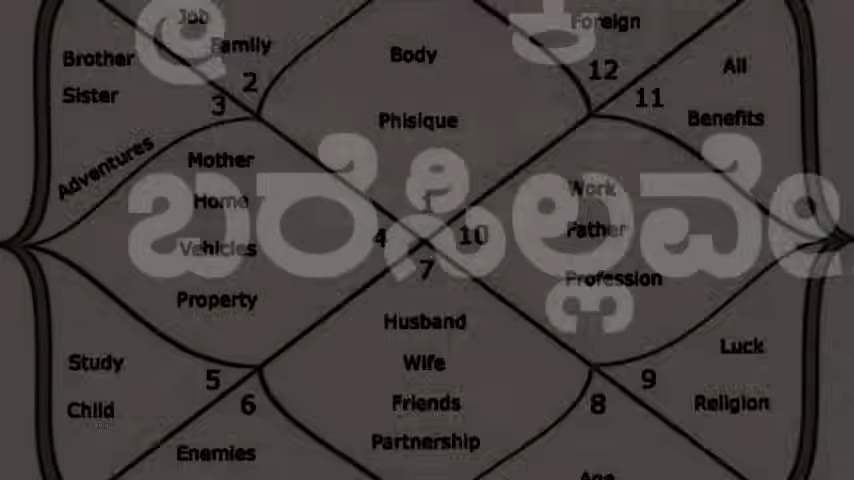 Job
Family
Brother
Sister
Adventures
2
3
Body
Phisique
1
Foreign
12
11
All
Benefits
Mother
Home
Vehicles
Property
4
10
Work
Father
Profession
7
Husband
Wife
Friends
Partnership
Study
Child
5
6
Enemies
8
9
Luck
Religion
Age